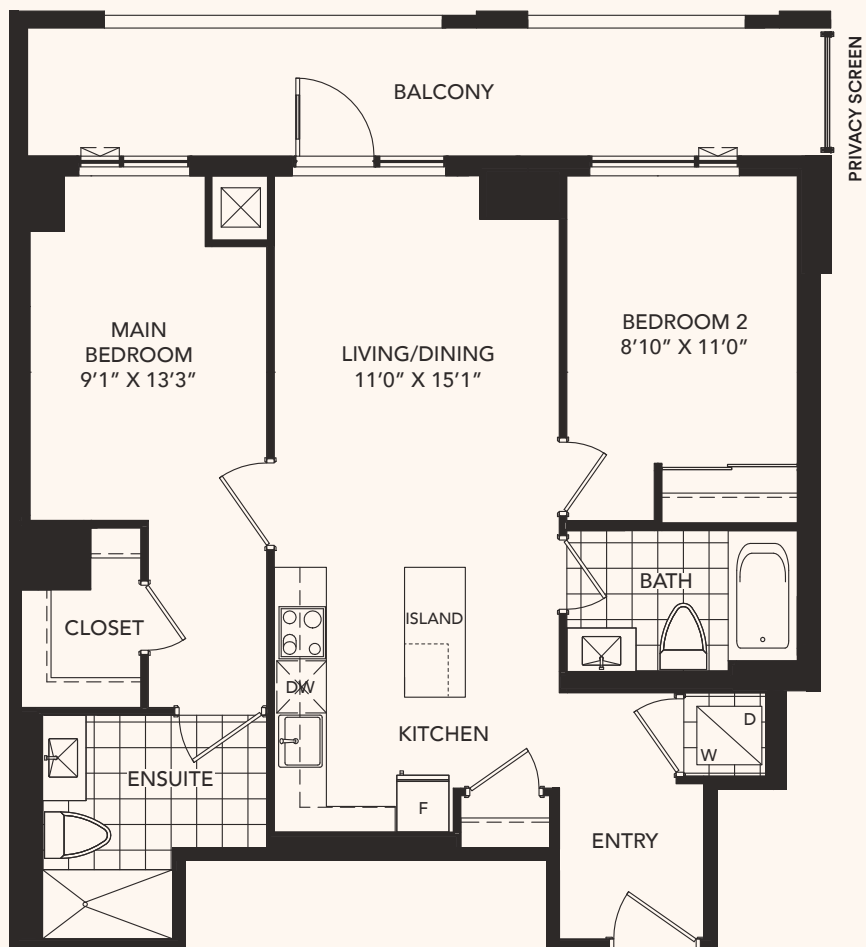 BALCONY
PRIVACY SCREEN
MAIN
BEDROOM
9'1" X 13'3"
LIVING/DINING
11'0" X 15'1"
BEDROOM 2
8'10" X 11'0"
BATH
ISLAND
CLOSET
DW
KITCHEN
D
W
ENSUITE
F
ENTRY